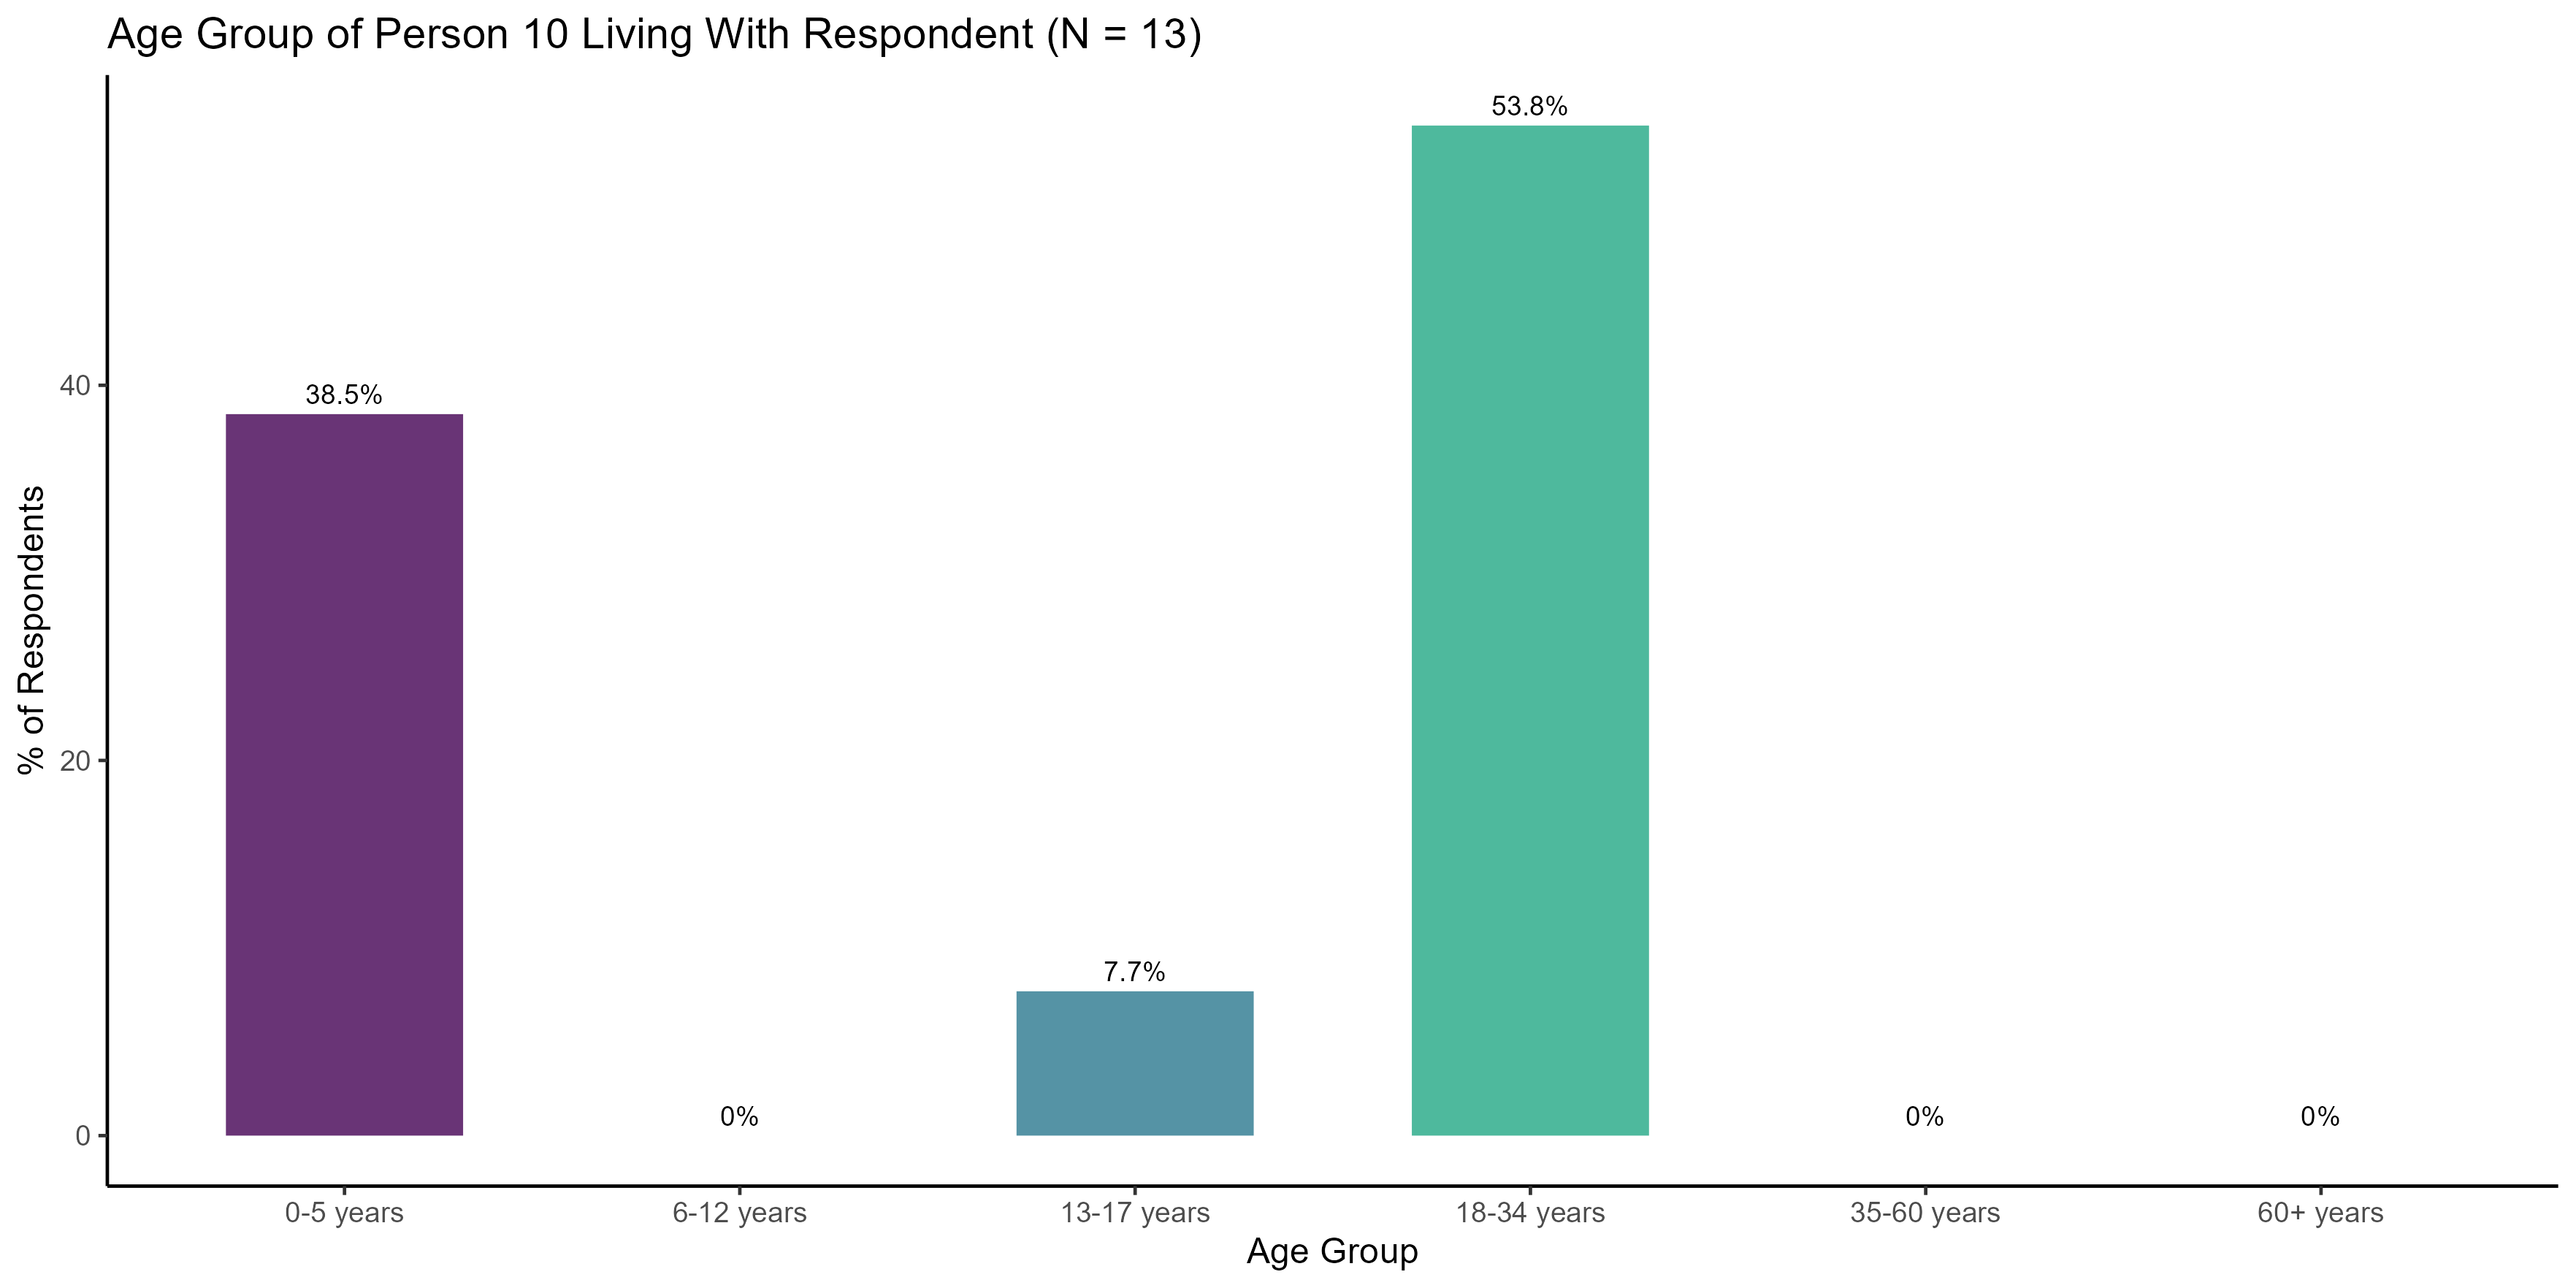 Age Group of Person 10 Living With Respondent (N = 13)
53.8%
38.5%
7.7%
0%
0%
0%
% of Respondents
40
20
0
0-5 years
6-12 years
13-17 years
18-34 years
35-60 years
60+ years
Age Group